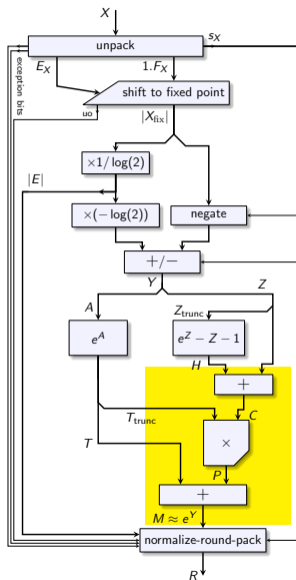 X
unpack
s_X
E_X
1.F_X
exception bits
shift to fixed point
|X_fix|
×1/log(2)
|E|
×(−log(2))
negate
+/−
Y
Z
A
Z_trunc
e^A
e^Z − Z − 1
H
+
T_trunc
C
T
×
P
+
M ≈ e^Y
normalize-round-pack
R